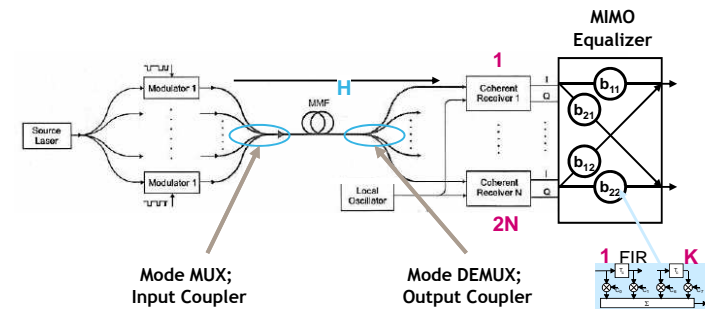 MIMO
Equalizer
1
Modulator 1
H
MMF
Coherent
Receiver 1
I
Q
b11
b21
Source
Laser
b12
Modulator 1
Local
Oscillator
Coherent
Receiver N
I
Q
b22
2N
1 FIR K
Mode MUX;
Input Coupler
Mode DEMUX;
Output Coupler
Σ